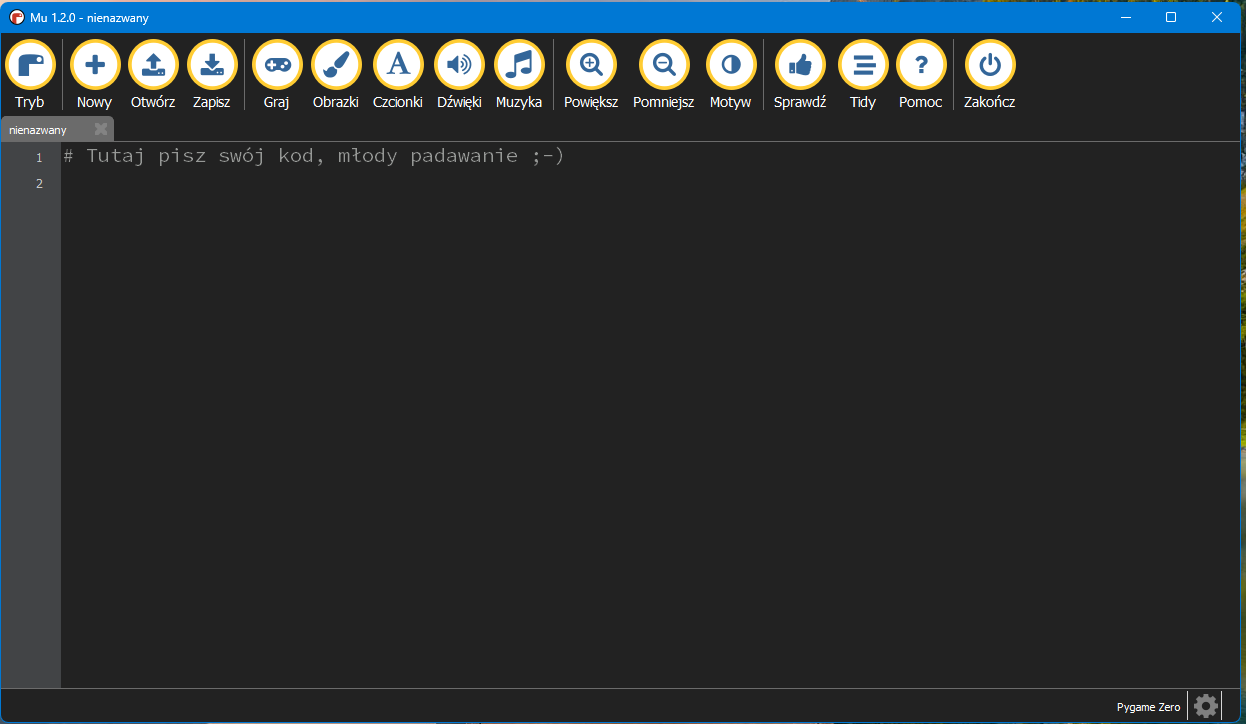 Mu 1.2.0 - nienazwany
Tryb Nowy Otwórz Zapisz Graj Obrazki Czcionki Dźwięki Muzyka Powiększ Pomniejsz Motyw Sprawdź Tidy Pomoc Zakończ
nienazwany
1 # Tutaj pisz swój kod, młody padawanie ;-)
2
Pygame Zero